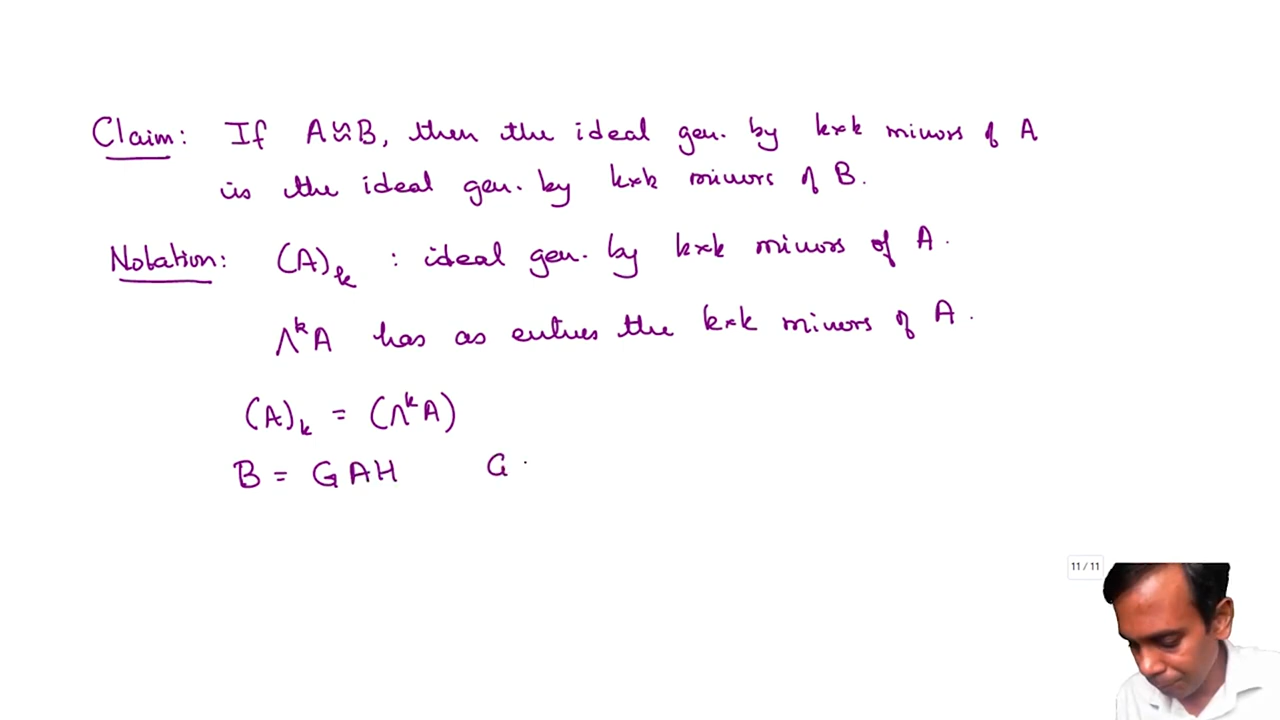 Claim: If A ≈ B, then the ideal gen. by k×k minors of A
is the ideal gen. by k×k minors of B.
Notation: (A)ₖ : ideal gen. by k×k minors of A.
ΛᵏA has as entries the k×k minors of A.
(A)ₖ = (ΛᵏA)
B = GAH G .
11 / 11